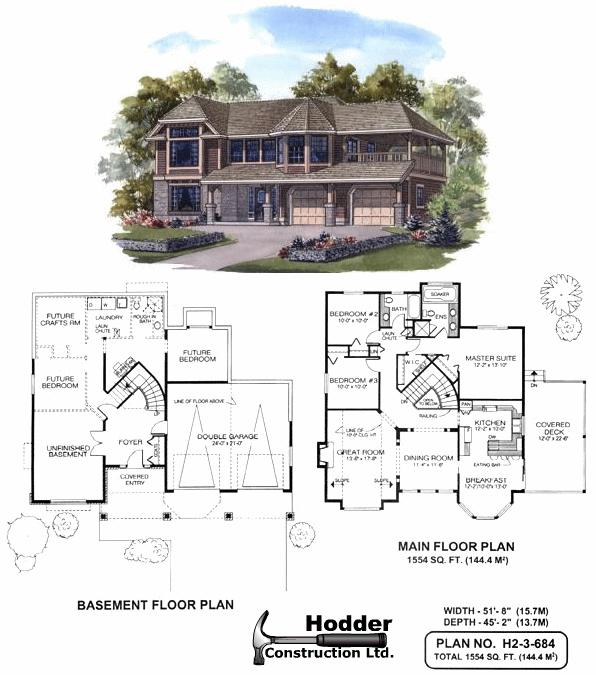 FUTURE
CRAFTS RM
D W
LAUNDRY
LAUN.
CHUTE
ROUGH IN
BATH
FUTURE
BEDROOM
FUTURE
BEDROOM
LINE OF FLOOR ABOVE
UNFINISHED
BASEMENT
FOYER
DOUBLE GARAGE
24'-0" x 21'-0"
COVERED
ENTRY
BASEMENT FLOOR PLAN
BEDROOM #2
10'-0" x 10'-0"
BATH
SOAKER
ENS
LAUN
CHUTE
LIN
W.I.C.
MASTER SUITE
12'-2" x 13'-10"
BEDROOM #3
10'-0" x 10'-0"
DN
OPEN
TO BELOW
RAILING
PAN
DN
KITCHEN
12'-2" x 10'-0"
DW
COVERED
DECK
12'-0" x 22'-6"
LINE OF
10'-8" CLG. HT.
GREAT ROOM
13'-6" x 17'-8"
SLOPE
SLOPE
DINING ROOM
11'-4" x 11'-6"
EATING BAR
BREAKFAST
12'-2"/10'-0" x 13'-0"
MAIN FLOOR PLAN
1554 SQ. FT. (144.4 M²)
Hodder
Construction Ltd.
WIDTH - 51'- 8" (15.7M)
DEPTH - 45'- 2" (13.7M)
PLAN NO. H2-3-684
TOTAL 1554 SQ. FT. (144.4 M²)